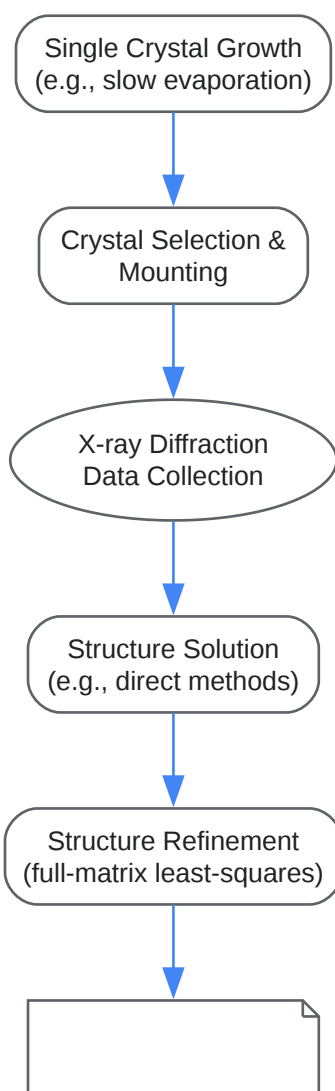 Single Crystal Growth
(e.g., slow evaporation)
Crystal Selection &
Mounting
X-ray Diffraction
Data Collection
Structure Solution
(e.g., direct methods)
Structure Refinement
(full-matrix least-squares)